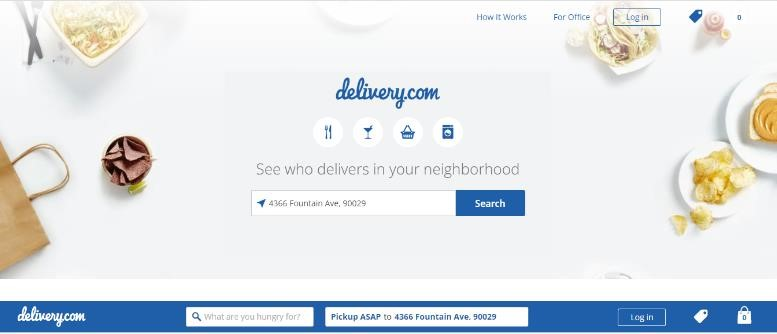 How It Works For Office Log in 0
delivery.com
See who delivers in your neighborhood
4366 Fountain Ave, 90029 Search
delivery.com What are you hungry for? Pickup ASAP to 4366 Fountain Ave, 90029 Log in 0